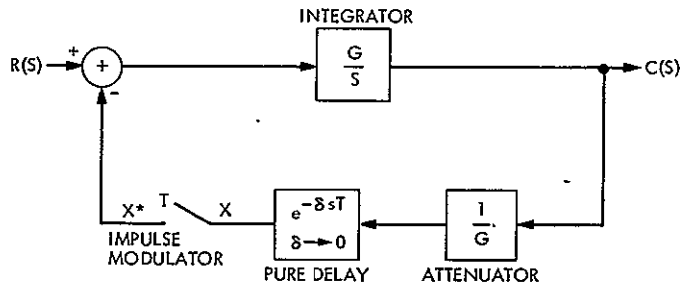 INTEGRATOR
R(S) + + G/S C(S)
-
X* T X e^-δsT 1/G
δ → 0
IMPULSE MODULATOR
PURE DELAY
ATTENUATOR